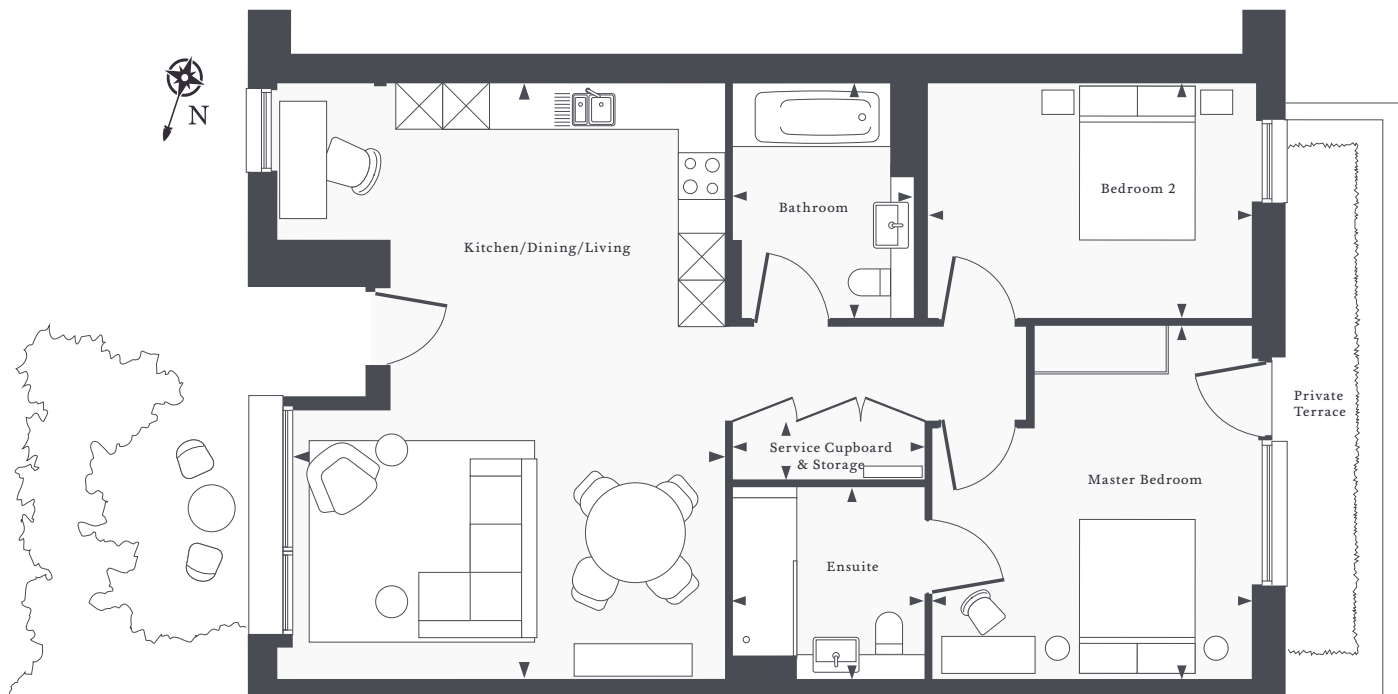 N
Kitchen/Dining/Living
Bathroom
Bedroom 2
Private
Terrace
Service Cupboard
& Storage
Master Bedroom
Ensuite